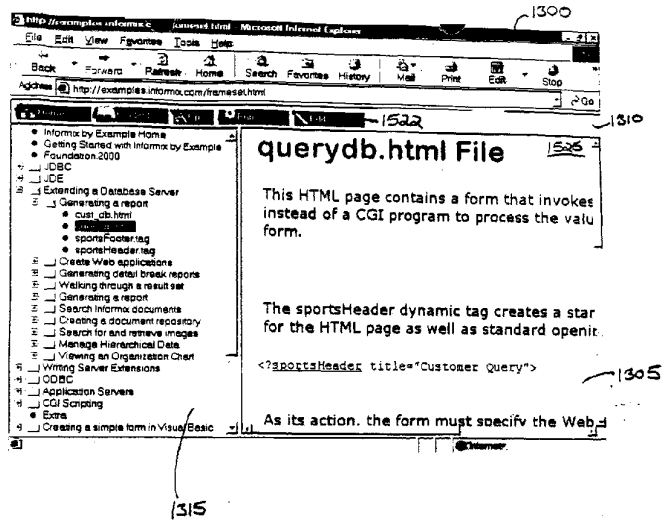 1300
http://examples.informix.c /frameset.html Microsoft Internet Explorer
File Edit View Favorites Tools Help
Back Forward Refresh Home Search Favorites History Mail Print Edit Stop
Address http://examples.informix.com/frameset.html Go
1310
1522
Informix by Example Home
Getting Started with Informix by Example
Foundation.2000
JDBC
JDE
Extending a Database Server
Generating a report
cust_db.html
sportsFooter.tag
sportsHeader.tag
Create Web applications
Generating detail break reports
Walking through a result set
Generating a report
Search Informix documents
Creating a document repository
Search for and retrieve images
Manage Hierarchical Data
Viewing an Organization Chart
Writing Server Extensions
ODBC
Application Servers
CGI Scripting
Extra
Creating a simple form in Visual Basic
querydb.html File
1525
This HTML page contains a form that invokes
instead of a CGI program to process the valu
form.
The sportsHeader dynamic tag creates a star
for the HTML page as well as standard openir
<?sportsHeader title="Customer Query">
1305
As its action, the form must specify the Web
Internet
1315